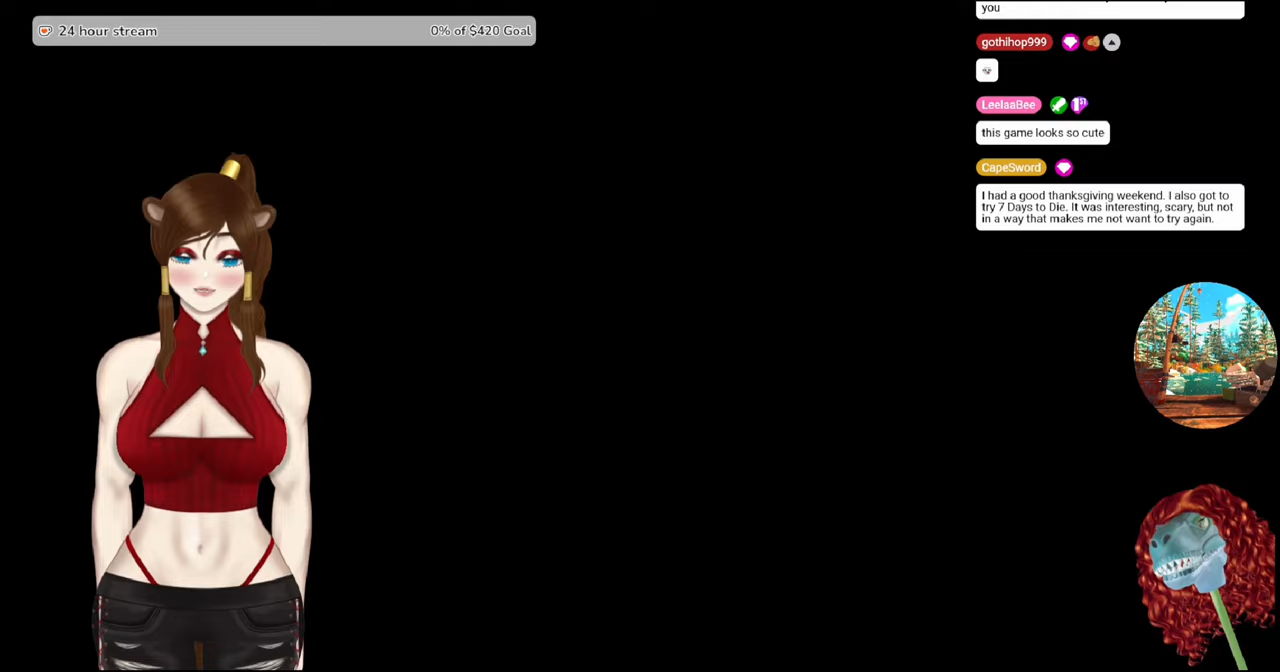 24 hour stream
0% of $420 Goal
you
gothihop999
LeelaaBee
this game looks so cute
CapeSword
I had a good thanksgiving weekend. I also got to
try 7 Days to Die. It was interesting, scary, but not
in a way that makes me not want to try again.